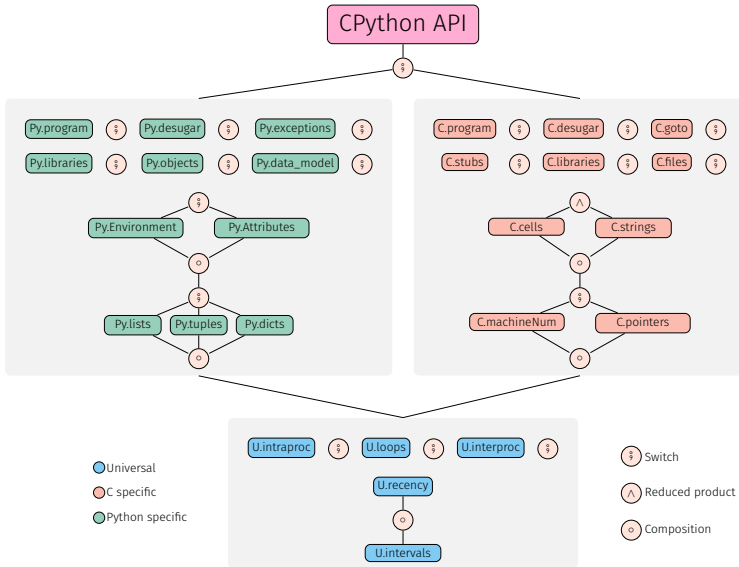 CPython API
Py.program Py.desugar Py.exceptions
Py.libraries Py.objects Py.data_model
Py.Environment Py.Attributes
Py.lists Py.tuples Py.dicts
C.program C.desugar C.goto
C.stubs C.libraries C.files
C.cells C.strings
C.machineNum C.pointers
U.intraproc U.loops U.interproc
U.recency
U.intervals
Universal
C specific
Python specific
Switch
Reduced product
Composition